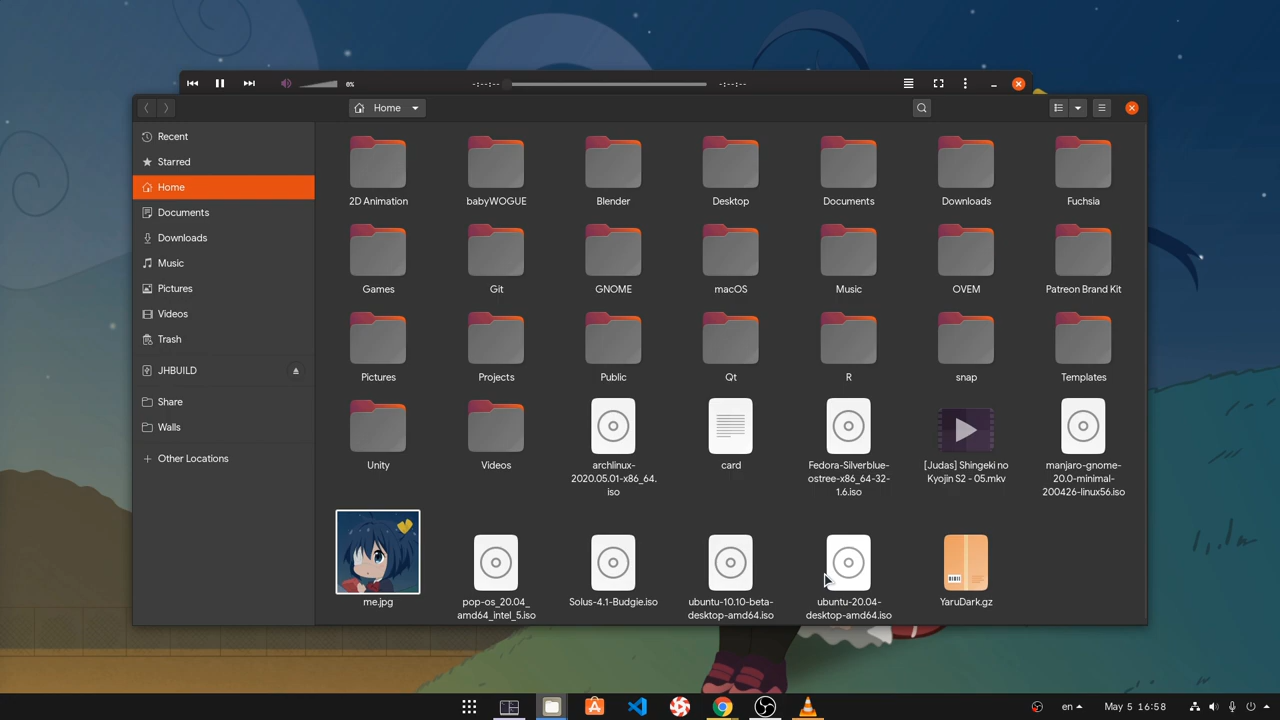 -:--:--
-:--:--
0%
Home
Recent
Starred
Home
Documents
Downloads
Music
Pictures
Videos
Trash
JHBUILD
Share
Walls
Other Locations
2D Animation
babyWOGUE
Blender
Desktop
Documents
Downloads
Fuchsia
Games
Git
GNOME
macOS
Music
OVEM
Patreon Brand Kit
Pictures
Projects
Public
Qt
R
snap
Templates
Unity
Videos
archlinux-
2020.05.01-x86_64.
iso
card
Fedora-Silverblue-
ostree-x86_64-32-
1.6.iso
[Judas] Shingeki no
Kyojin S2 - 05.mkv
manjaro-gnome-
20.0-minimal-
200426-linux56.iso
me.jpg
pop-os_20.04_
amd64_intel_5.iso
Solus-4.1-Budgie.iso
ubuntu-10.10-beta-
desktop-amd64.iso
ubuntu-20.04-
desktop-amd64.iso
YaruDark.gz
en
May 5 16:58